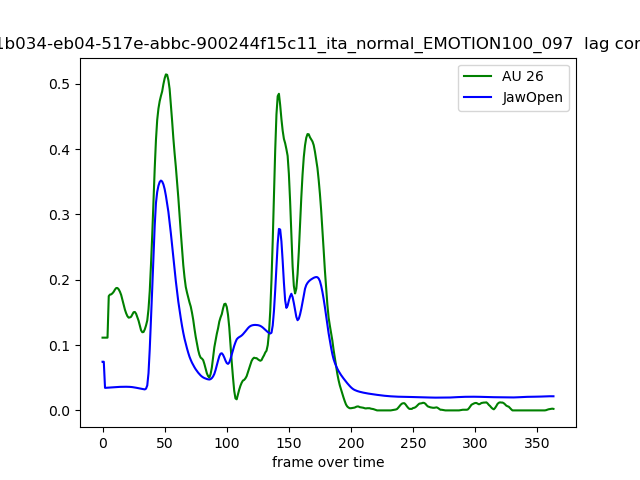 1b034-eb04-517e-abbc-900244f15c11_ita_normal_EMOTION100_097 lag cor
AU 26
JawOpen
0.5
0.4
0.3
0.2
0.1
0.0
0 50 100 150 200 250 300 350
frame over time